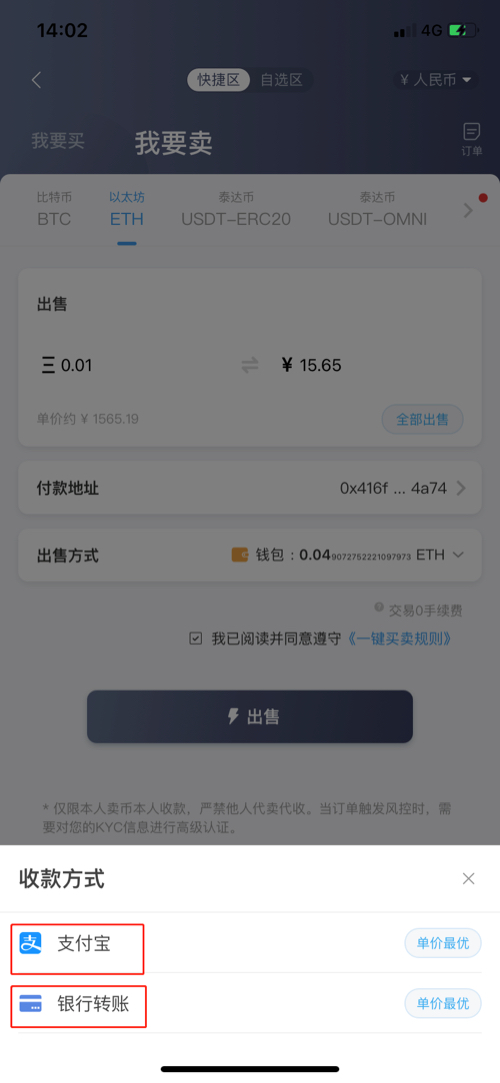 14:02
4G
快捷区 自选区 ¥ 人民币
我要买 我要卖 订单
比特币 以太坊 泰达币 泰达币
BTC ETH USDT-ERC20 USDT-OMNI
出售
0.01 ¥ 15.65
单价约 ¥ 1565.19 全部出售
付款地址 0x416f ... 4a74
出售方式 钱包：0.049072752221097973 ETH
交易0手续费
我已阅读并同意遵守《一键买卖规则》
出售
* 仅限本人卖币本人收款，严禁他人代卖代收。当订单触发风控时，需
要对您的KYC信息进行高级认证。
收款方式
支 支付宝 单价最优
银行转账 单价最优